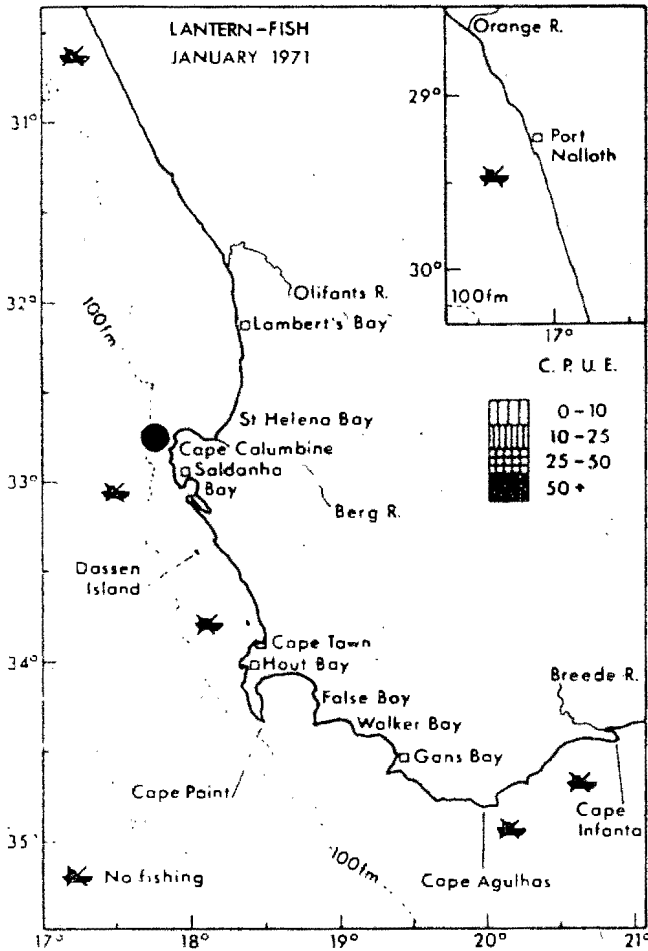 LANTERN-FISH
JANUARY 1971
Orange R.
29°
Port
Nolloth
30°
100fm
17°
31°
32°
33°
34°
35°
Olifants R.
100fm
Lambert's Bay
C. P. U. E.
0-10
10-25
25-50
50+
St Helena Bay
Cape Columbine
Saldanha
Bay
Berg R.
Dassen
Island
Cape Town
Hout Bay
False Bay
Walker Bay
Gans Bay
Breede R.
Cape Point
Cape
Infanta
No fishing
100fm
Cape Agulhas
17°
18°
19°
20°
21°